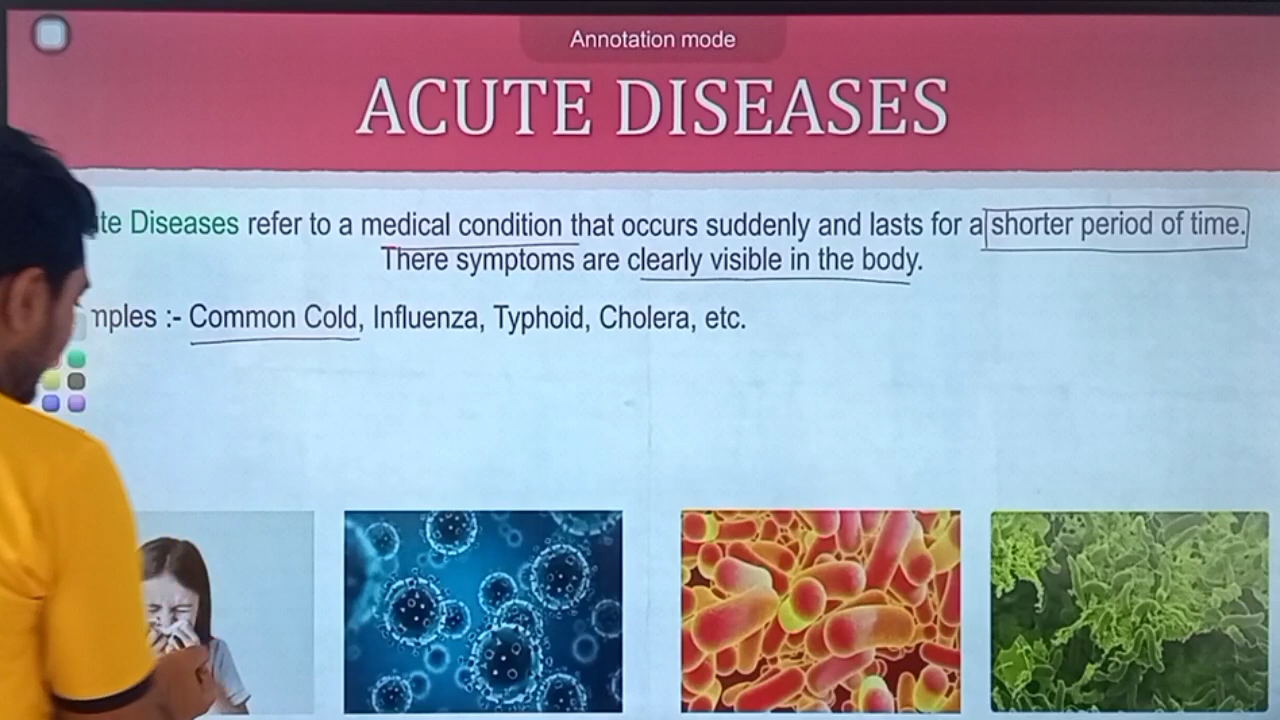 Annotation mode
ACUTE DISEASES
te Diseases refer to a medical condition that occurs suddenly and lasts for a shorter period of time.
There symptoms are clearly visible in the body.
mples :- Common Cold, Influenza, Typhoid, Cholera, etc.